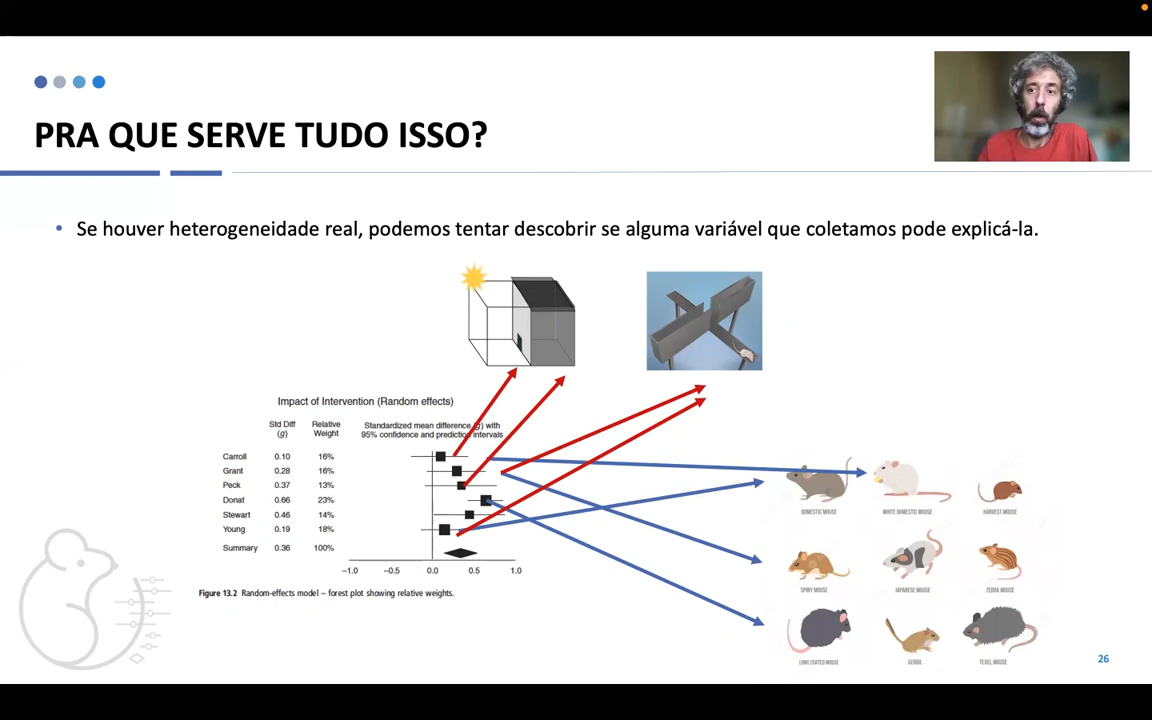 PRA QUE SERVE TUDO ISSO?
• Se houver heterogeneidade real, podemos tentar descobrir se alguma variável que coletamos pode explicá-la.
Impact of Intervention (Random effects)
Std Diff Relative Standardized mean difference (g) with
(g) Weight 95% confidence and prediction intervals
Carroll 0.10 16%
Grant 0.28 16%
Peck 0.37 13%
Donat 0.66 23%
Stewart 0.46 14%
Young 0.19 18%
Summary 0.36 100%
−1.0 −0.5 0.0 0.5 1.0
Figure 13.2 Random-effects model – forest plot showing relative weights.
DOMESTIC MOUSE WHITE DOMESTIC MOUSE HARVEST MOUSE
SPINY MOUSE JAPANESE MOUSE ZEBRA MOUSE
LONG COATED MOUSE GERBIL TEXEL MOUSE
26